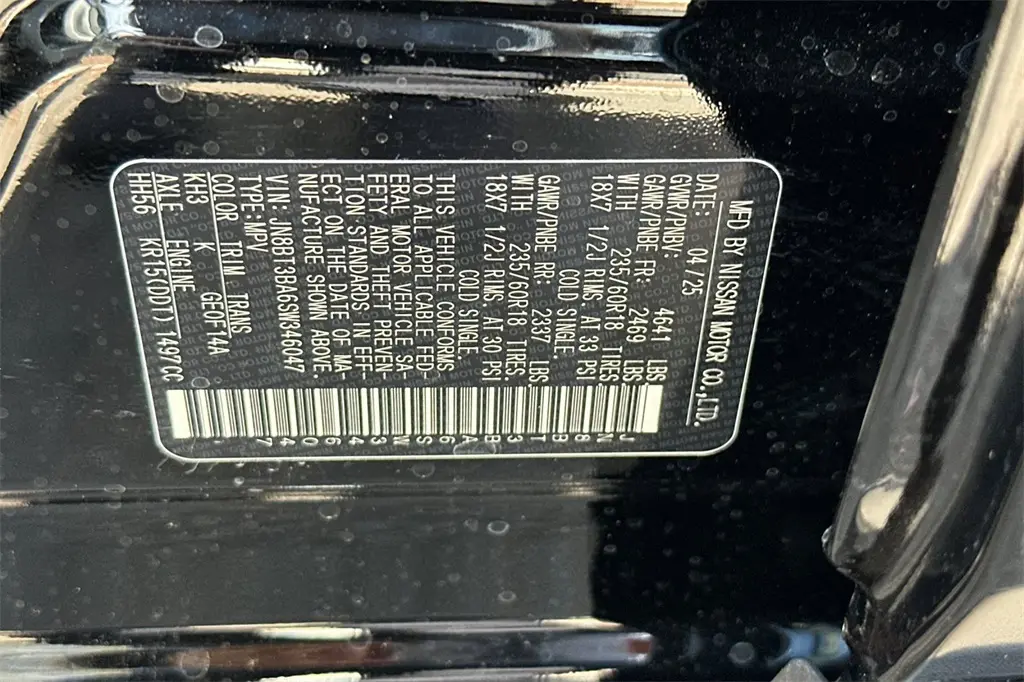 MFD BY NISSAN MOTOR CO.,LTD.
DATE: 04/25
GVWR/PNBV: 4641 LBS
GAWR/PNBE FR: 2469 LBS
WITH 235/60R18 TIRES
18X7 1/2J RIMS, AT 33 PSI
COLD SINGLE,
GAWR/PNBE RR: 2337 LBS
WITH 235/60R18 TIRES.
18X7 1/2J RIMS, AT 30 PSI
COLD SINGLE.
THIS VEHICLE CONFORMS
TO ALL APPLICABLE FED-
ERAL MOTOR VEHICLE SA-
FETY AND THEFT PREVEN-
TION STANDARDS IN EFF-
ECT ON THE DATE OF MA-
NUFACTURE SHOWN ABOVE.
VIN: JN8BT3BA6SW346047
TYPE:MPV
COLOR TRIM TRANS
KH3 K GE0F14A
AXLE ENGINE
HH56 KR15(DDT) 1497CC
JN8BT3BA6SW346047